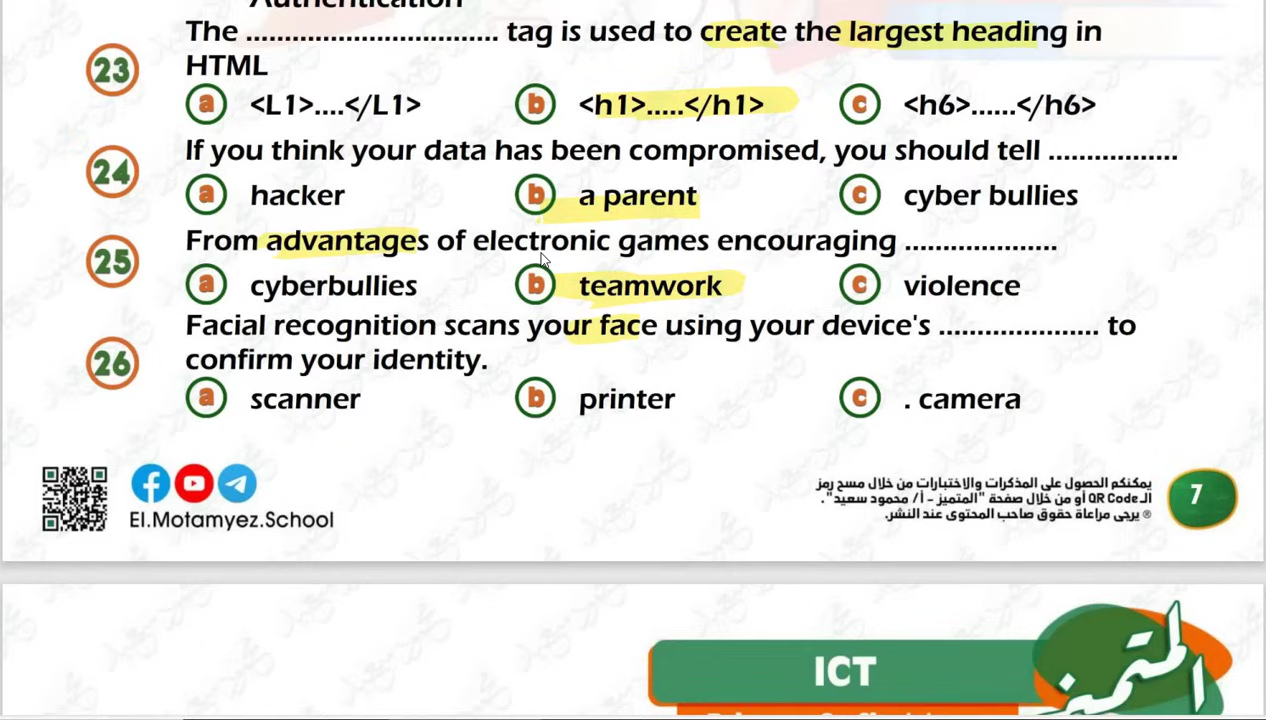 Authentication
The ................................ tag is used to create the largest heading in
23
HTML
a <L1>....</L1> b <h1>.....</h1> c <h6>......</h6>
24 If you think your data has been compromised, you should tell .................
a hacker b a parent c cyber bullies
25 From advantages of electronic games encouraging ....................
a cyberbullies b teamwork c violence
Facial recognition scans your face using your device's ..................... to
26 confirm your identity.
a scanner b printer c . camera
El.Motamyez.School
يمكنكم الحصول على المذكرات والاختبارات من خلال مسح رمز
الـ QR Code أو من خلال صفحة "المتميز - أ/ محمود سعيد".
® يرجى مراعاة حقوق صاحب المحتوى عند النشر.
7
ICT
المتميز